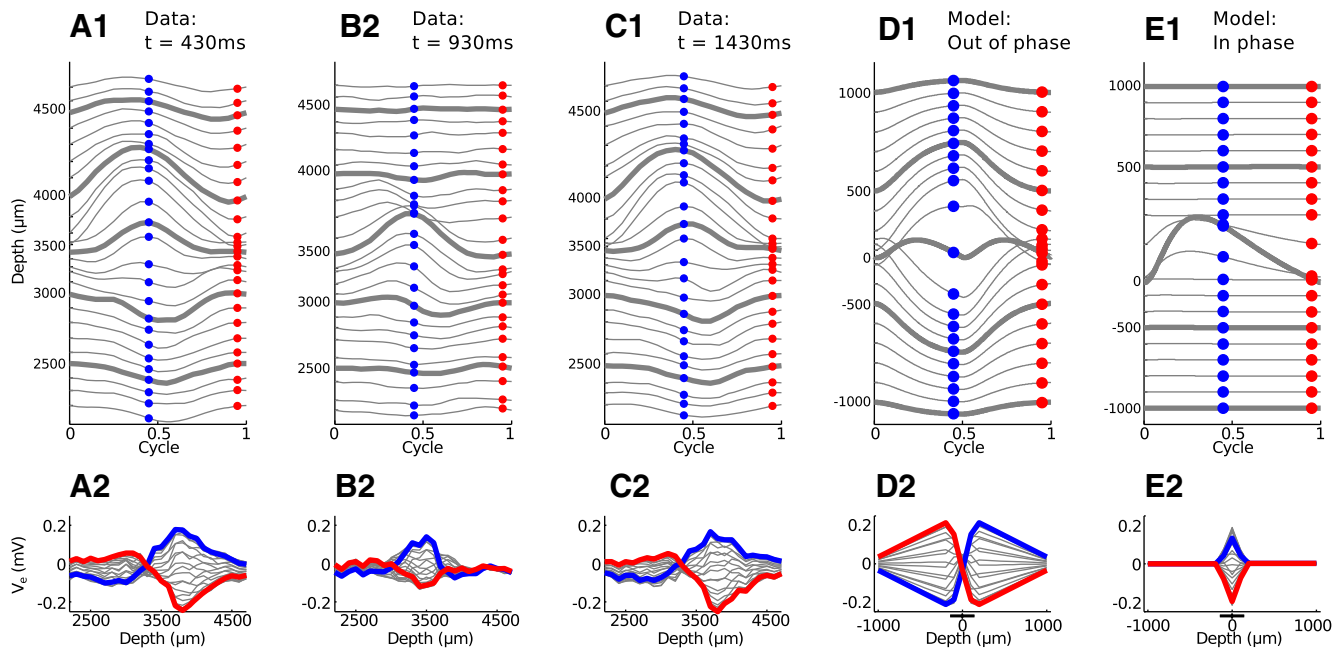 A1 Data: B2 Data: C1 Data: D1 Model: E1 Model:
t = 430ms t = 930ms t = 1430ms Out of phase In phase
Depth (µm)
4500 4000 3500 3000 2500
0 0.5 1
Cycle
4500 4000 3500 3000 2500
0 0.5 1
Cycle
0 0.5 1
Cycle
1000 500 0 -500 -1000
0 0.5 1
Cycle
1000 500 0 -500 -1000
0 0.5 1
Cycle
A2 B2 C2 D2 E2
Vₑ (mV)
0.2 0 -0.2
2500 3500 4500
Depth (µm)
0.2 0 -0.2
2500 3500 4500
Depth (µm)
0.2 0 -0.2
2500 3500 4500
Depth (µm)
0.2 0 -0.2
-1000 0 1000
Depth (µm)
0.2 0 -0.2
-1000 0 1000
Depth (µm)